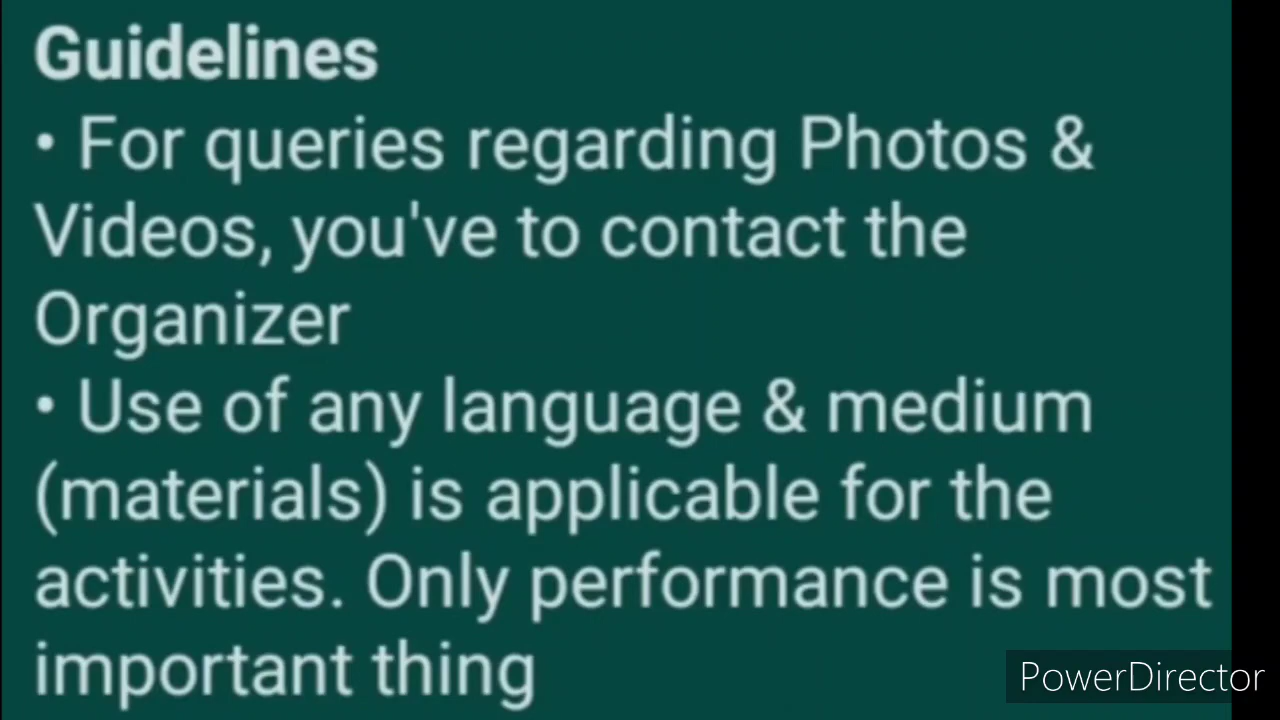 Guidelines
• For queries regarding Photos &
Videos, you've to contact the
Organizer
• Use of any language & medium
(materials) is applicable for the
activities. Only performance is most
important thing
PowerDirector